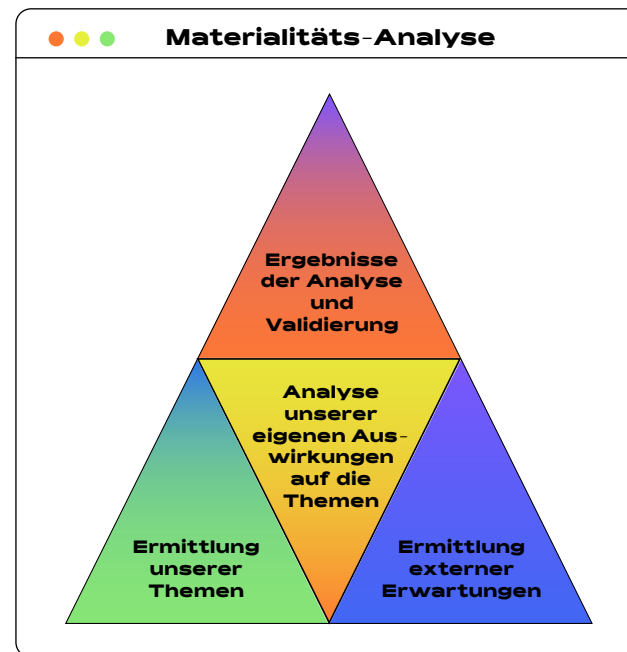 Materialitäts-Analyse
Ergebnisse
der Analyse
und
Validierung
Analyse
unserer
eigenen Aus-
wirkungen
auf die
Themen
Ermittlung
unserer
Themen
Ermittlung
externer
Erwartungen